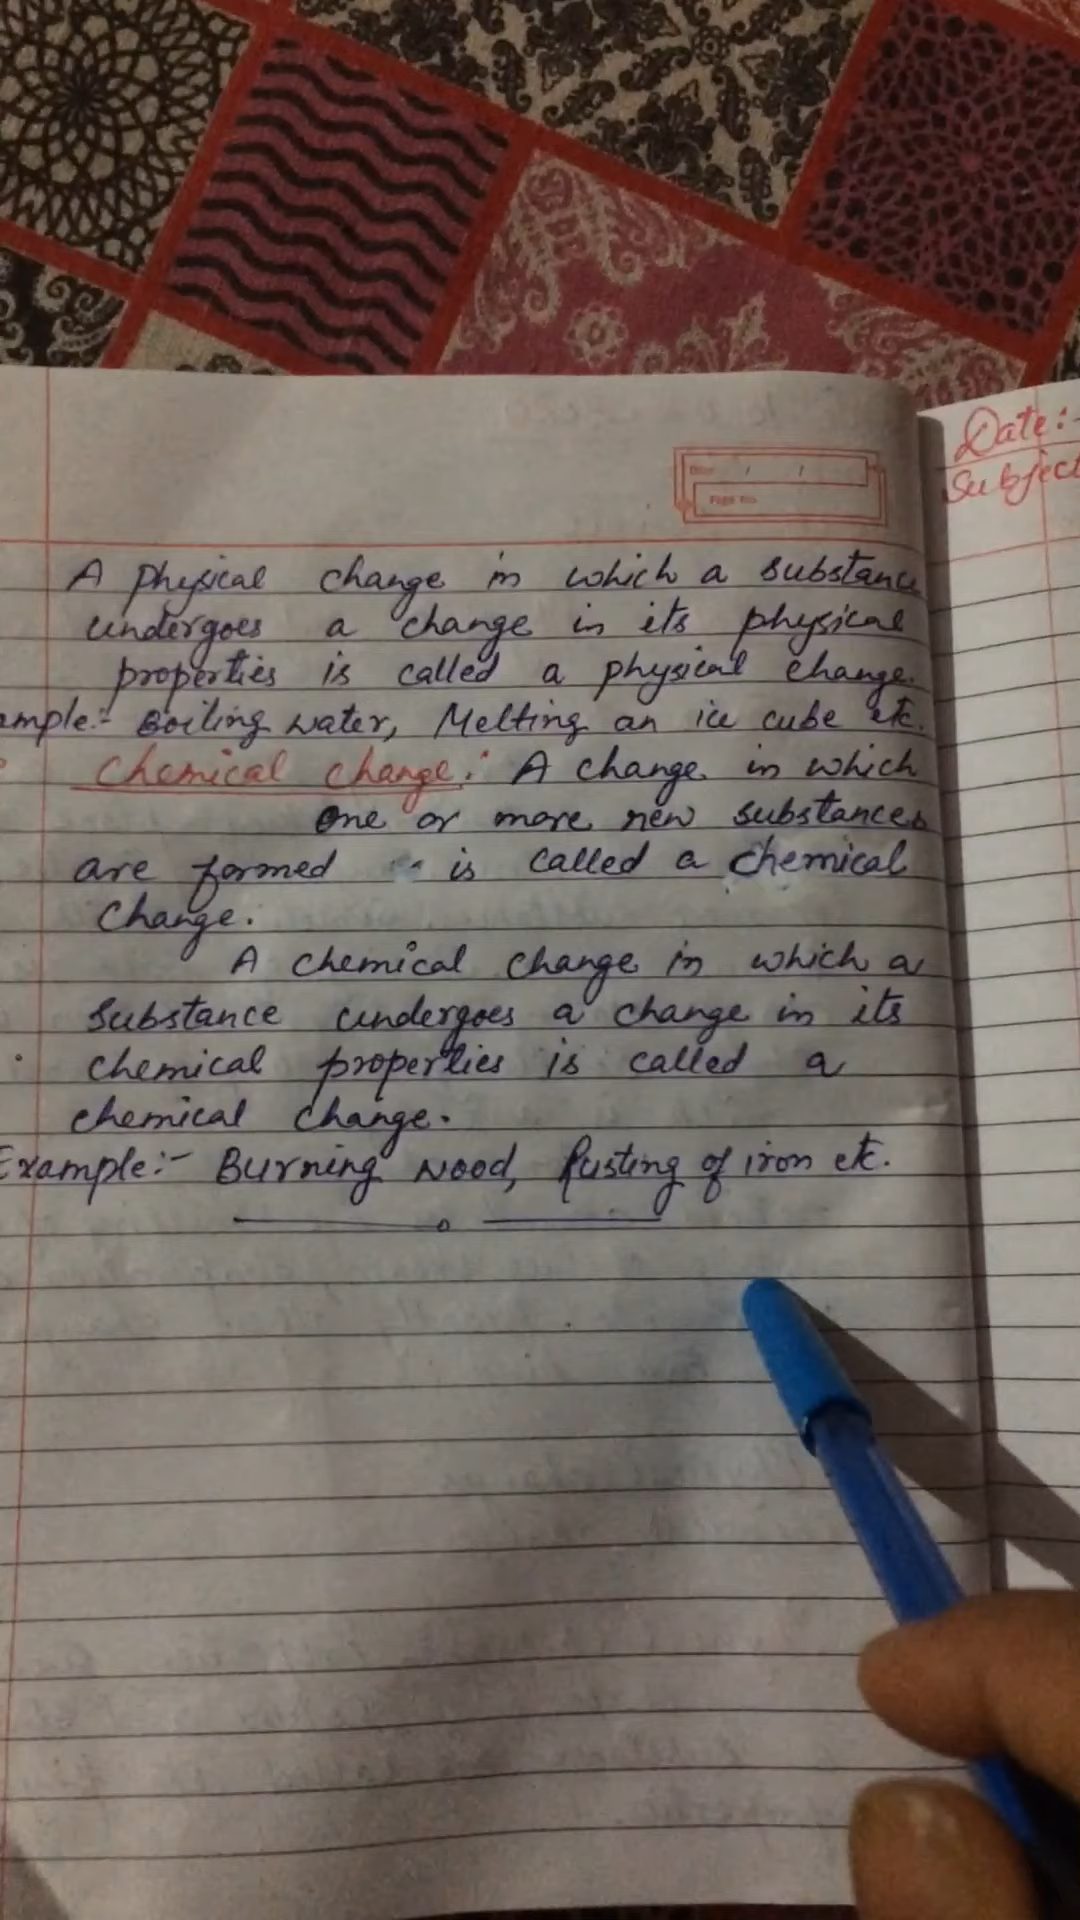 Date:-
Subject
Date / /
Page No.
A physical change in which a substance
undergoes a change in its physical
properties is called a physical change.
ample:- Boiling water, Melting an ice cube etc.
Chemical change:- A change in which
one or more new substances
are formed is called a chemical
change.
A chemical change in which a
substance undergoes a change in its
chemical properties is called a
chemical change.
Example:- Burning wood, Rusting of iron etc.